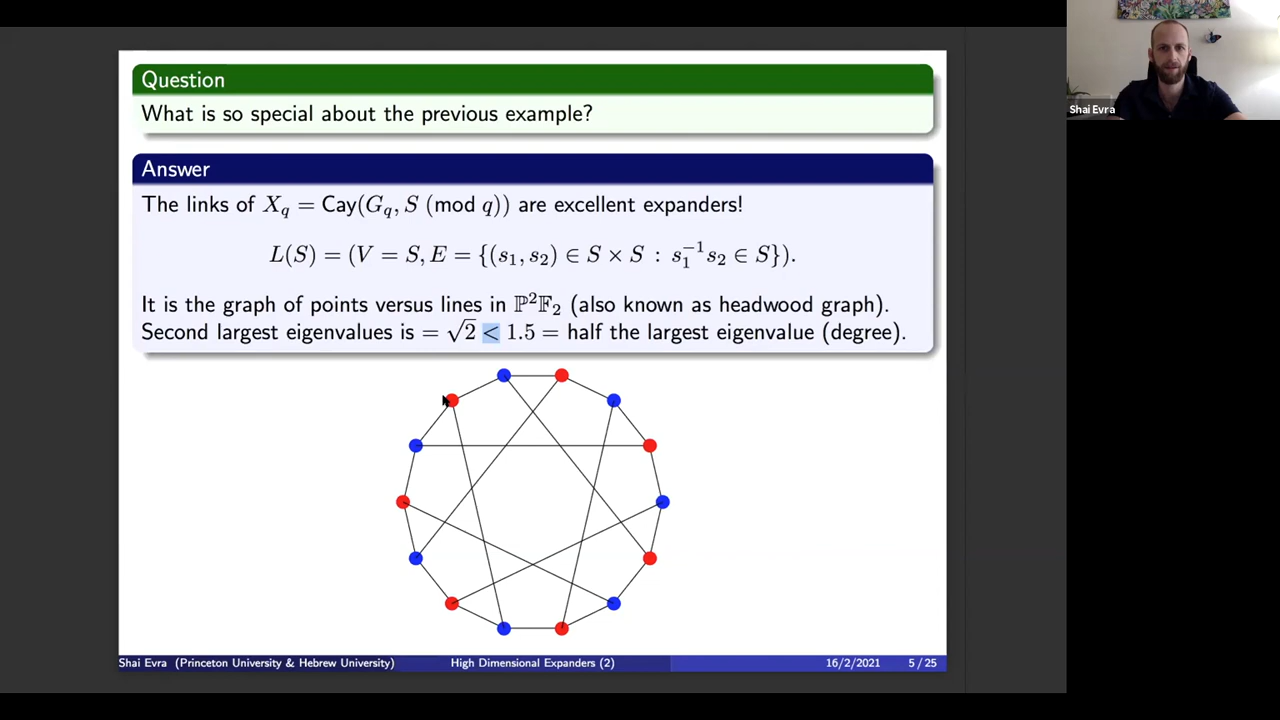 Question
What is so special about the previous example?
Answer
The links of X_q = Cay(G_q, S (mod q)) are excellent expanders!
L(S) = (V = S, E = {(s_1, s_2) ∈ S × S : s_1^{-1}s_2 ∈ S}).
It is the graph of points versus lines in ℙ²𝔽₂ (also known as headwood graph).
Second largest eigenvalues is = √2 < 1.5 = half the largest eigenvalue (degree).
Shai Evra (Princeton University & Hebrew University) High Dimensional Expanders (2) 16/2/2021 5 / 25
Shai Evra